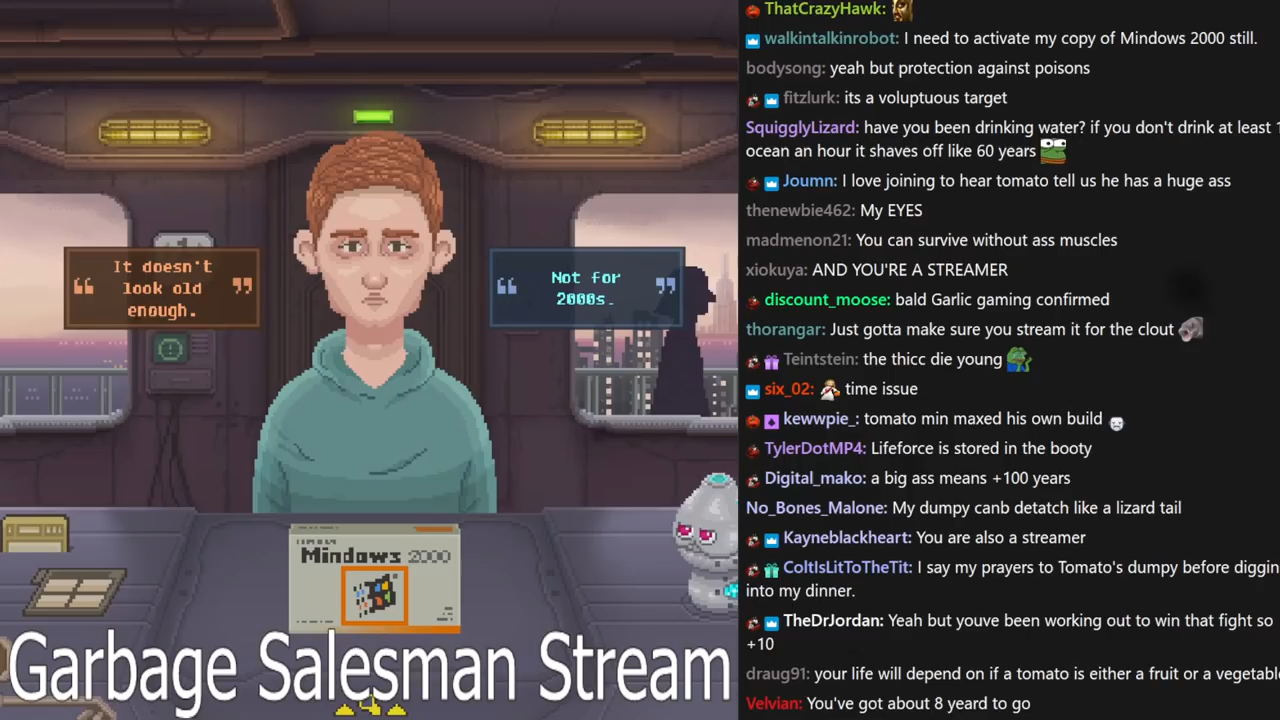 ThatCrazyHawk:
walkintalkinrobot: I need to activate my copy of Mindows 2000 still.
bodysong: yeah but protection against poisons
fitzlurk: its a voluptuous target
SquigglyLizard: have you been drinking water? if you don't drink at least 1
ocean an hour it shaves off like 60 years
Joumn: I love joining to hear tomato tell us he has a huge ass
thenewbie462: My EYES
madmenon21: You can survive without ass muscles
xiokuya: AND YOU'RE A STREAMER
discount_moose: bald Garlic gaming confirmed
thorangar: Just gotta make sure you stream it for the clout
Teintstein: the thicc die young
six_02: time issue
kewwpie_: tomato min maxed his own build
TylerDotMP4: Lifeforce is stored in the booty
Digital_mako: a big ass means +100 years
No_Bones_Malone: My dumpy canb detatch like a lizard tail
Kayneblackheart: You are also a streamer
ColtIsLitToTheTit: I say my prayers to Tomato's dumpy before diggin
into my dinner.
TheDrJordan: Yeah but youve been working out to win that fight so
+10
draug91: your life will depend on if a tomato is either a fruit or a vegetable
Velvian: You've got about 8 yeard to go
“ It doesn't ”
look old
enough.
“ Not for ”
2000s.
Mindows 2000
Garbage Salesman Stream